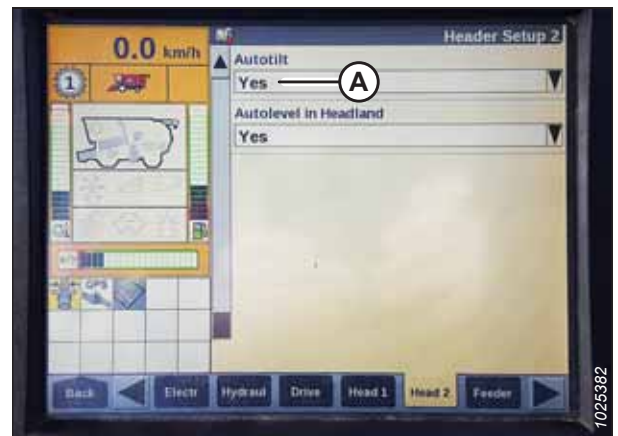 0.0 km/h
Header Setup 2
Autotilt
Yes
A
Autolevel in Headland
Yes
1
GPS
Back
Electr
Hydraul
Drive
Head 1
Head 2
Feeder
1025382